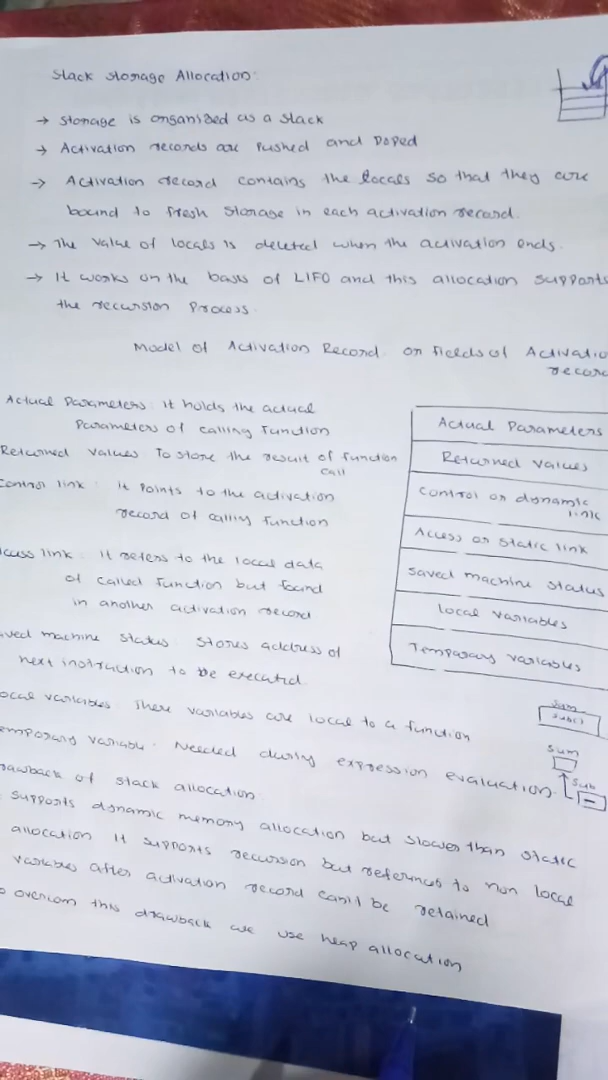 Stack Storage Allocation:
→ Storage is organized as a stack
→ Activation records are Pushed and Poped
→ Activation record contains the locals so that they are
bound to fresh storage in each activation record.
→ The value of locals is deleted when the activation ends.
→ It works on the basis of LIFO and this allocation supports
the recursion Process
Model of Activation Record or fields of Activatio
record
Actual Parameters: It holds the actual
Parameters of calling function
Returned Values To store the result of function
call
ontrol link: It Points to the activation
record of calling function
ccess link: It refers to the local data
of called function but found
in another activation record
aved machine status: Stores address of
next instruction to be executed
ocal variables: These variables are local to a function
emporary variable: Needed during expression evaluation.
rawback of stack allocation
supports dynamic memory allocation but slower than static
allocation It supports recursion but references to non local
variables after activation record can't be retained
o overcom this drawback we use heap allocation
Actual Parameters
Returned values
control or dynamic
link
Access or static link
Saved machine status
local variables
Temporary variables
Sum
Sub()
Sum
Sub